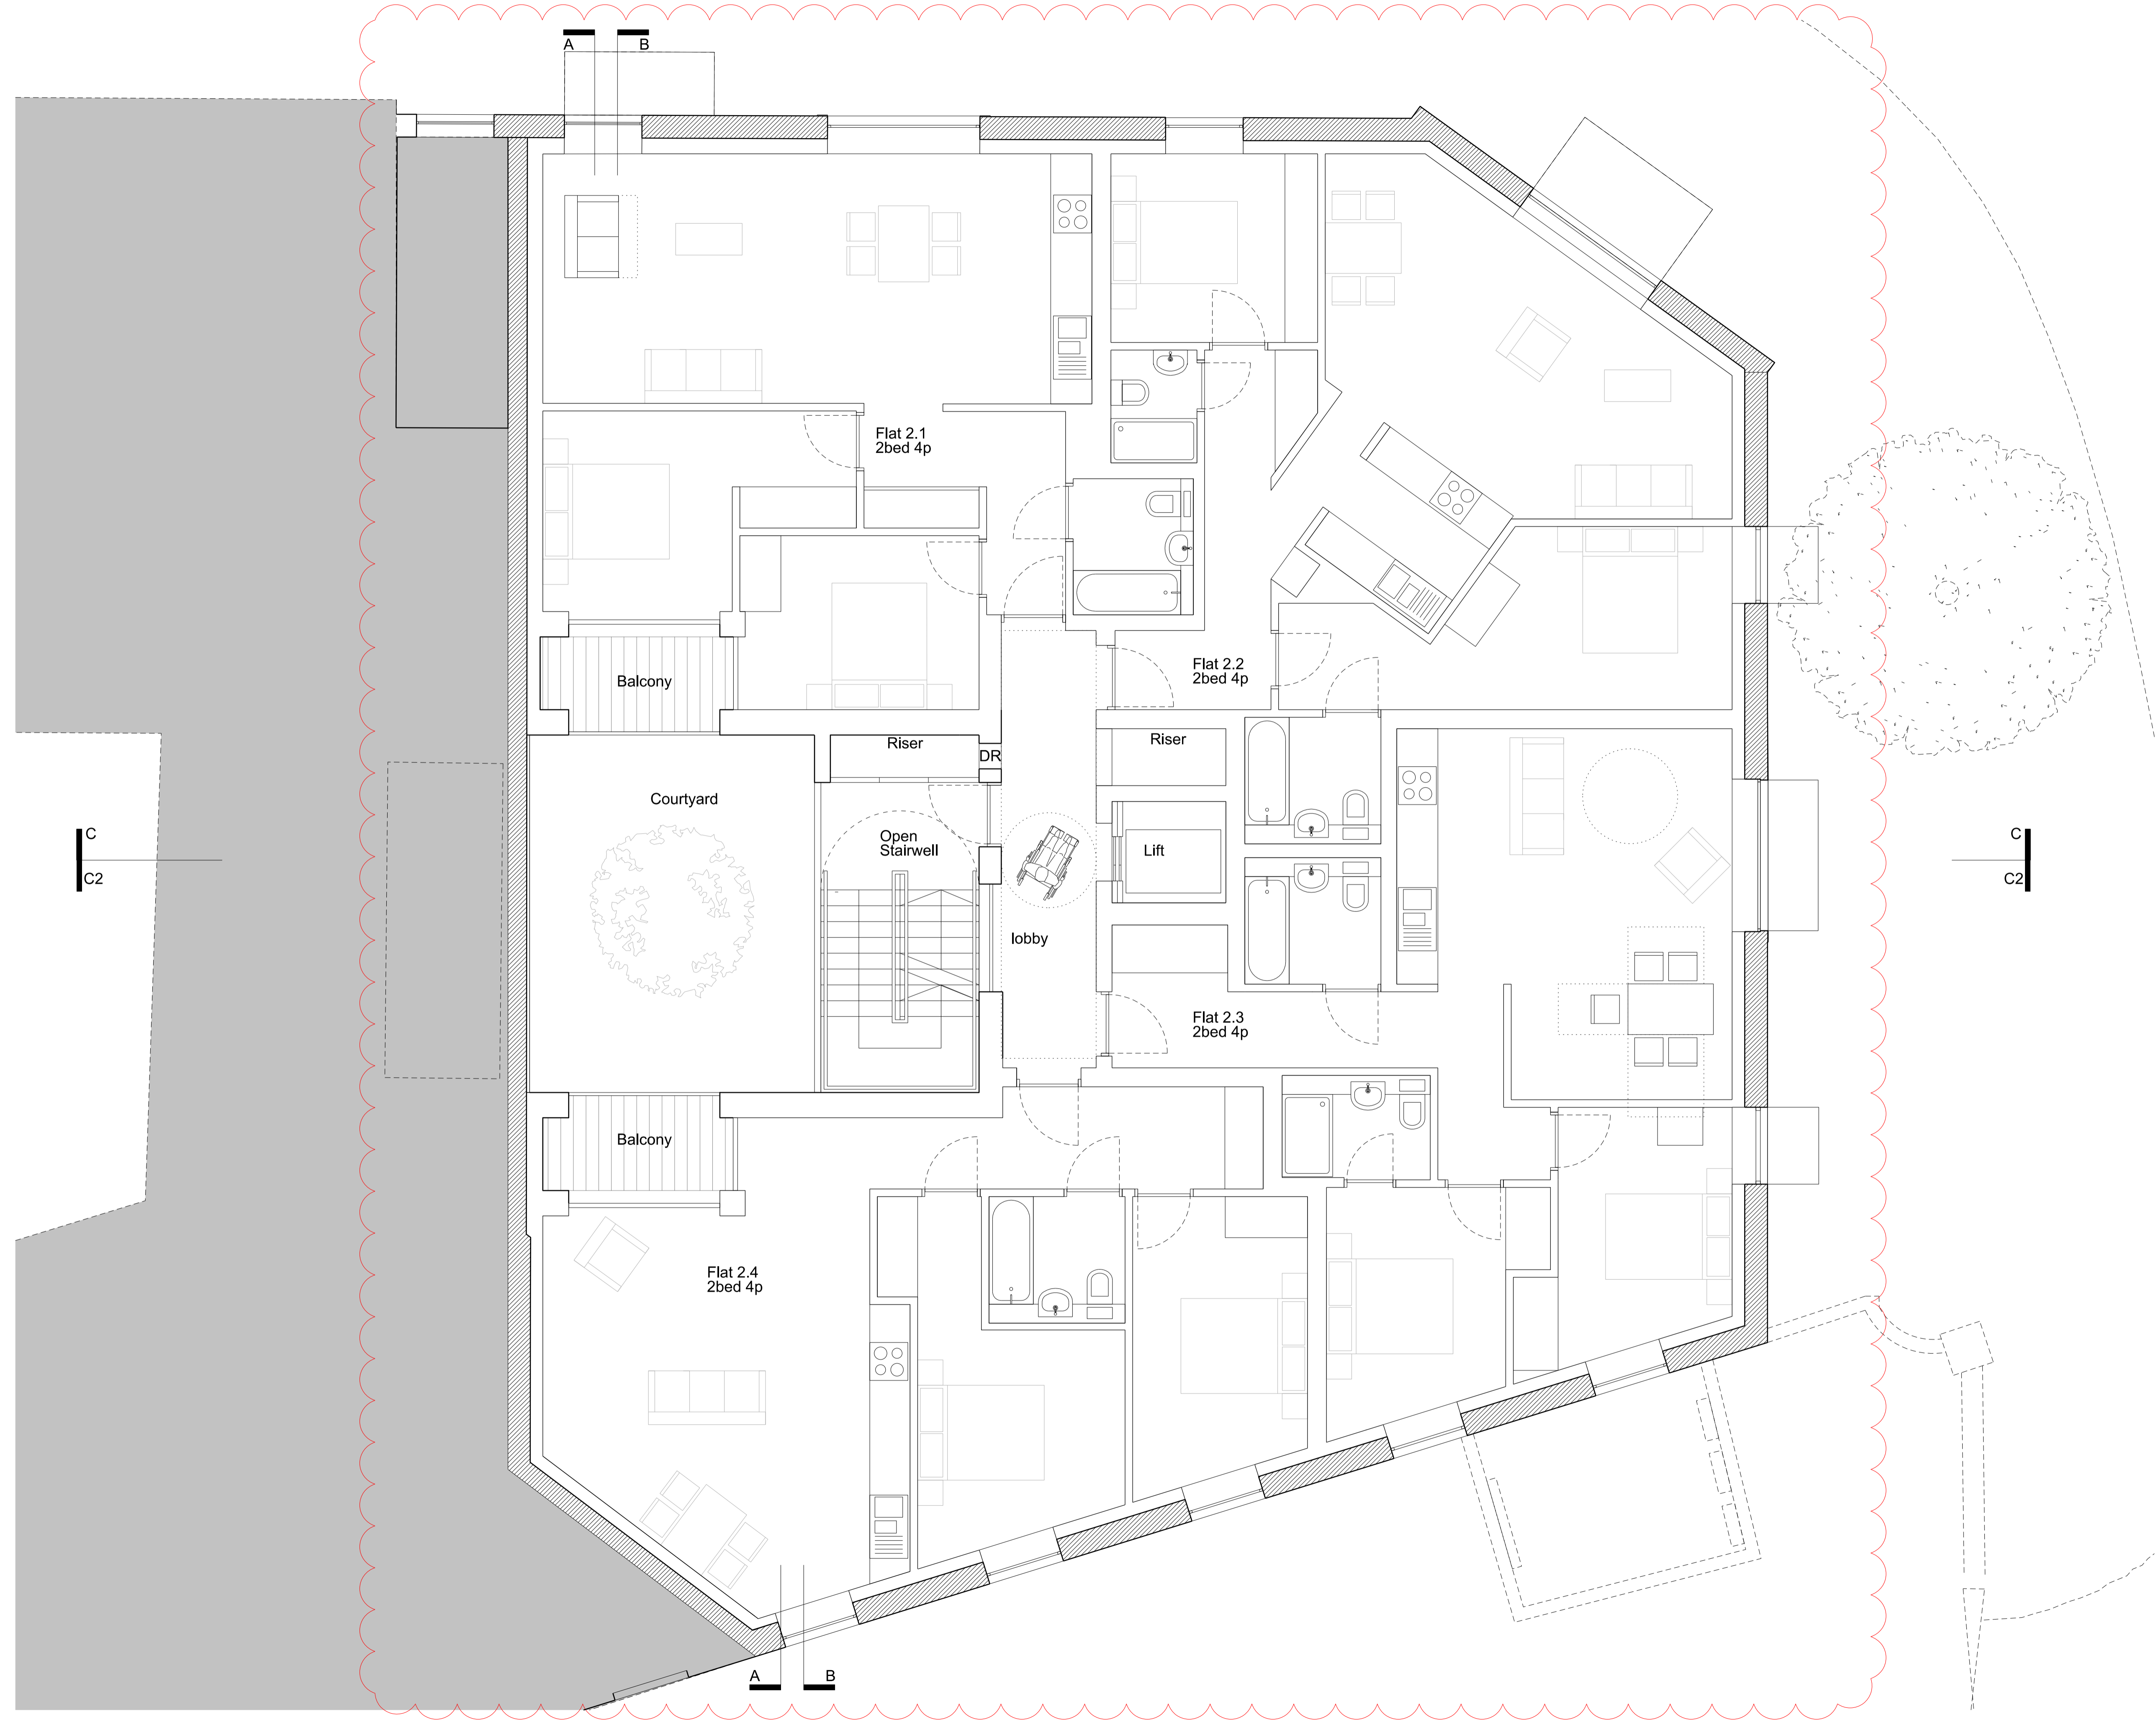 A B
Flat 2.1
2bed 4p
Flat 2.2
2bed 4p
Balcony
Riser
DR
Riser
Courtyard
Open
Stairwell
Lift
C
C2
C
C2
lobby
Flat 2.3
2bed 4p
Balcony
Flat 2.4
2bed 4p
A B